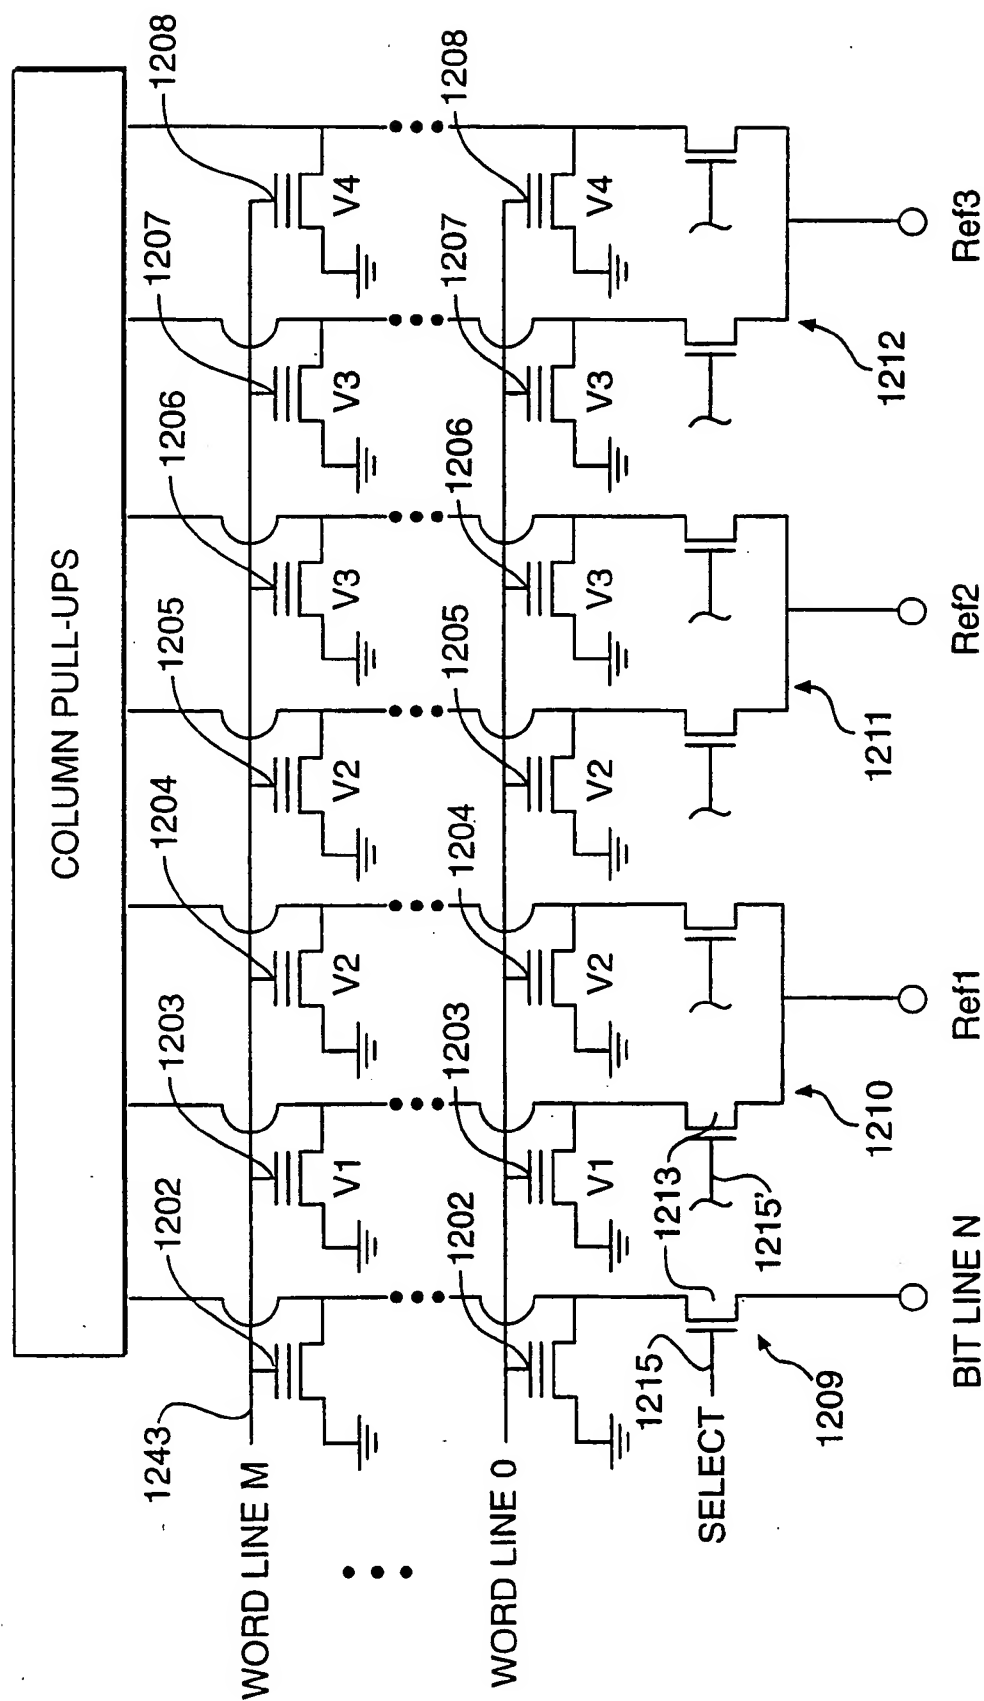 COLUMN PULL-UPS
1202 1203 1204 1205 1206 1207 1208
1243
WORD LINE M
V1 V2 V2 V3 V3 V4
1202 1203 1204 1205 1206 1207 1208
WORD LINE 0
V1 V2 V2 V3 V3 V4
1215 1213
SELECT
1215'
1209 1210 1211 1212
BIT LINE N Ref1 Ref2 Ref3